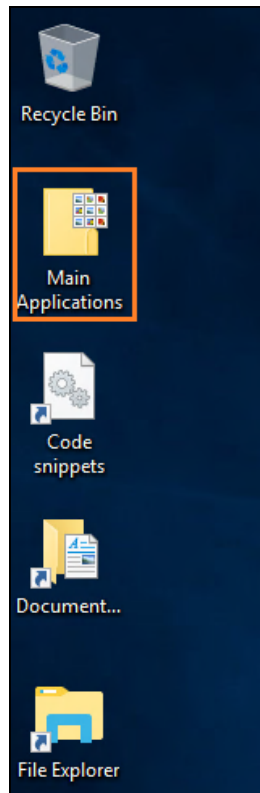 Recycle Bin
Main
Applications
Code
snippets
Document...
File Explorer